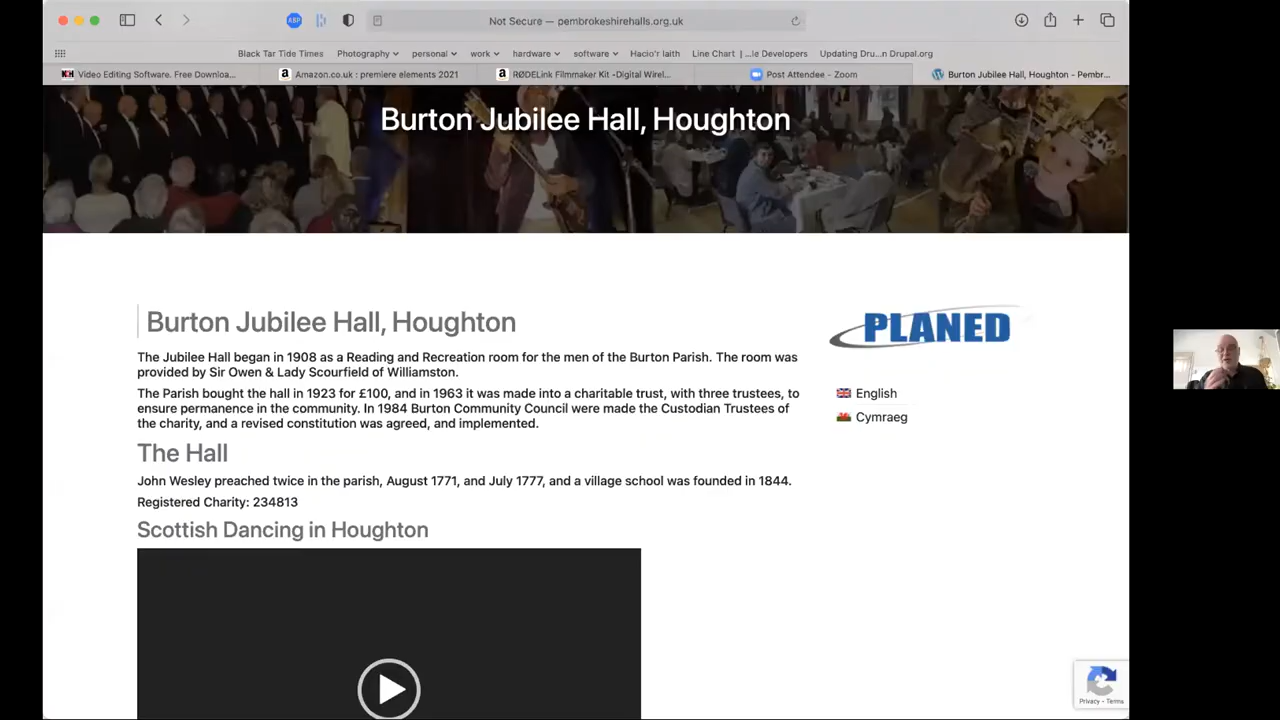 ABP
Not Secure — pembrokeshirehalls.org.uk
Black Tar Tide Times
Photography
personal
work
hardware
software
Hacio'r Iaith
Line Chart | ...le Developers
Updating Dru...n Drupal.org
Video Editing Software. Free Downloa...
Amazon.co.uk : premiere elements 2021
RØDELink Filmmaker Kit -Digital Wirel...
Post Attendee - Zoom
Burton Jubilee Hall, Houghton - Pembr...
Burton Jubilee Hall, Houghton
Burton Jubilee Hall, Houghton
The Jubilee Hall began in 1908 as a Reading and Recreation room for the men of the Burton Parish. The room was
provided by Sir Owen & Lady Scourfield of Williamston.
The Parish bought the hall in 1923 for £100, and in 1963 it was made into a charitable trust, with three trustees, to
ensure permanence in the community. In 1984 Burton Community Council were made the Custodian Trustees of
the charity, and a revised constitution was agreed, and implemented.
The Hall
John Wesley preached twice in the parish, August 1771, and July 1777, and a village school was founded in 1844.
Registered Charity: 234813
Scottish Dancing in Houghton
PLANED
English
Cymraeg
Privacy - Terms